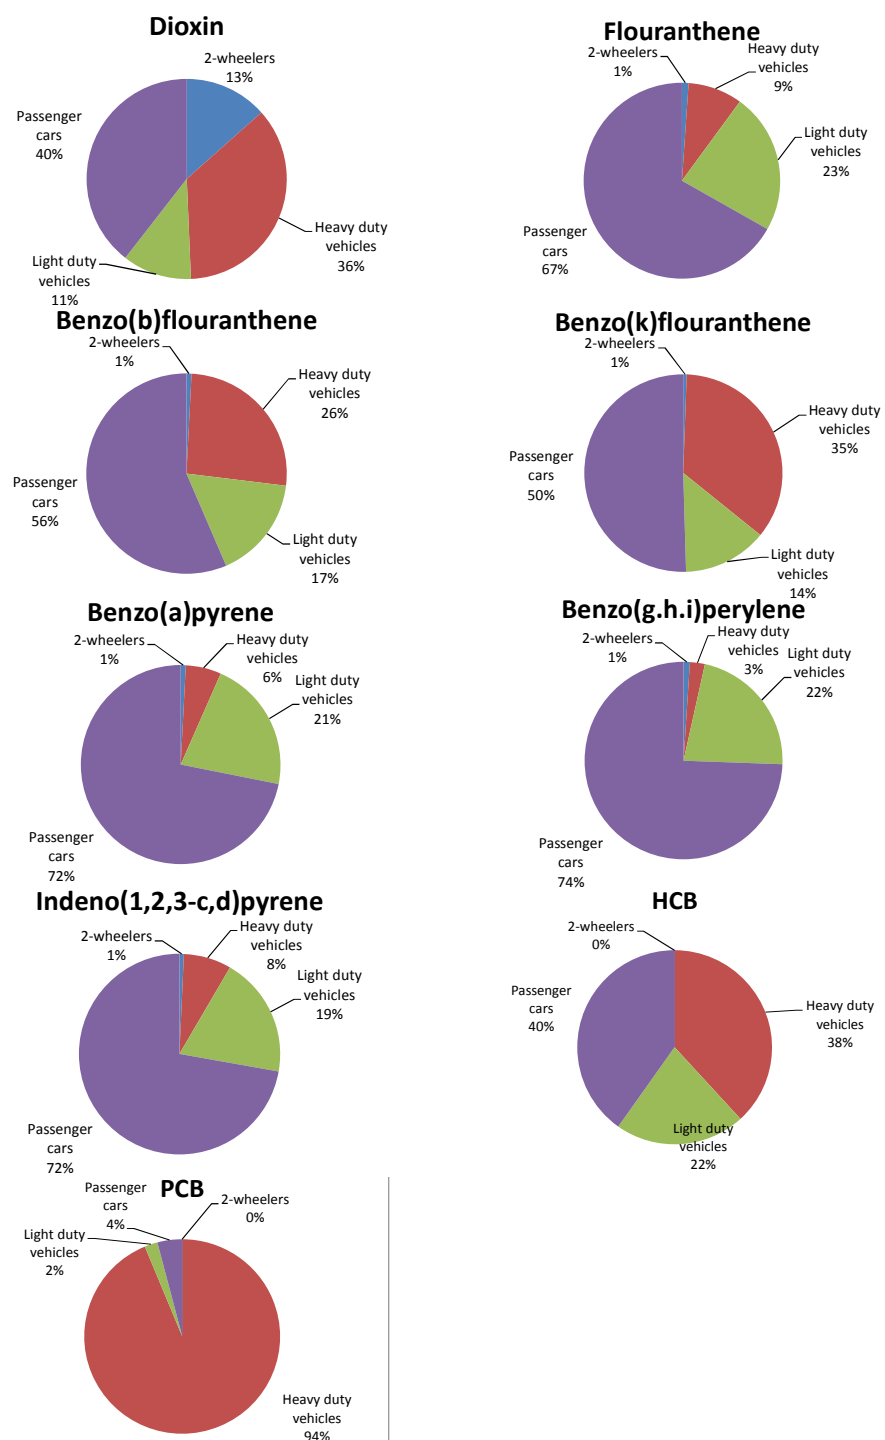 Dioxin
2-wheelers
13%
Passenger
cars
40%
Heavy duty
vehicles
36%
Light duty
vehicles
11%
Flouranthene
2-wheelers
1%
Heavy duty
vehicles
9%
Light duty
vehicles
23%
Passenger
cars
67%
Benzo(b)flouranthene
2-wheelers
1%
Heavy duty
vehicles
26%
Passenger
cars
56%
Light duty
vehicles
17%
Benzo(k)flouranthene
2-wheelers
1%
Heavy duty
vehicles
35%
Passenger
cars
50%
Light duty
vehicles
14%
Benzo(a)pyrene
2-wheelers
1%
Heavy duty
vehicles
6%
Light duty
vehicles
21%
Passenger
cars
72%
Benzo(g.h.i)perylene
2-wheelers
1%
Heavy duty
vehicles
3%
Light duty
vehicles
22%
Passenger
cars
74%
Indeno(1,2,3-c,d)pyrene
2-wheelers
1%
Heavy duty
vehicles
8%
Light duty
vehicles
19%
Passenger
cars
72%
HCB
2-wheelers
0%
Passenger
cars
40%
Heavy duty
vehicles
38%
Light duty
vehicles
22%
PCB
Passenger
cars
4%
2-wheelers
0%
Light duty
vehicles
2%
Heavy duty
vehicles
94%